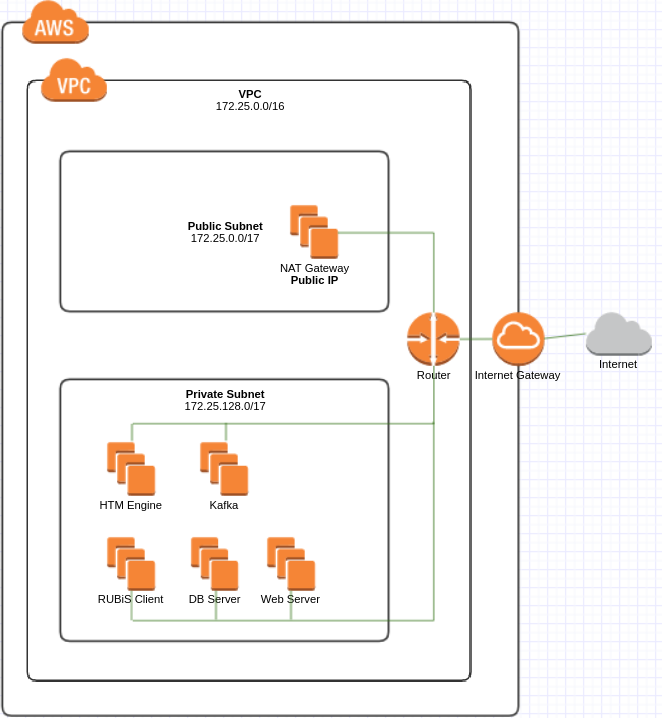 AWS
VPC
VPC
172.25.0.0/16
Public Subnet
172.25.0.0/17
NAT Gateway
Public IP
Router
Internet Gateway
Internet
Private Subnet
172.25.128.0/17
HTM Engine
Kafka
RUBiS Client
DB Server
Web Server